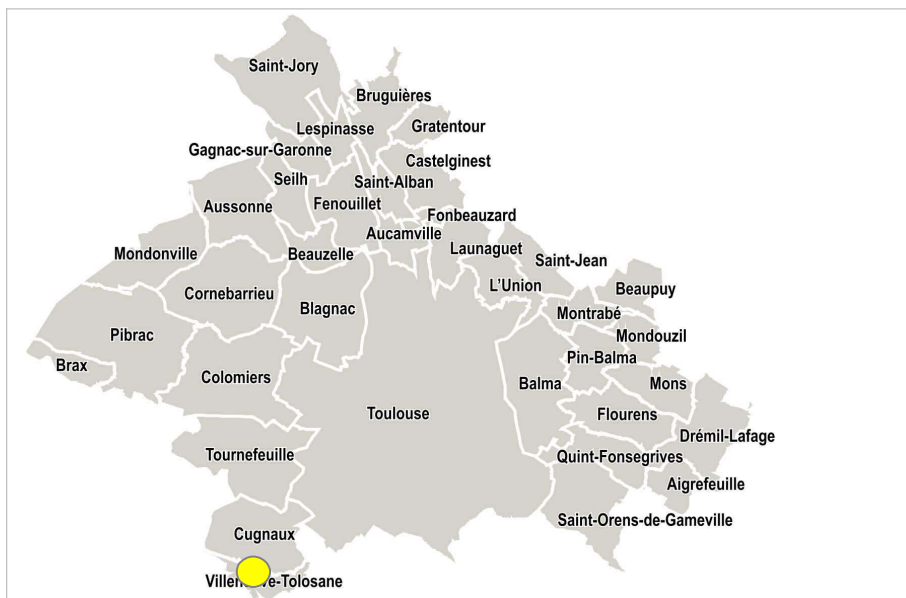 Saint-Jory
Bruguières
Lespinasse
Gratentour
Gagnac-sur-Garonne
Castelginest
Seilh
Saint-Alban
Aussonne
Fenouillet
Fonbeauzard
Aucamville
Launaguet
Mondonville
Beauzelle
Saint-Jean
L'Union
Beaupuy
Cornebarrieu
Blagnac
Montrabé
Pibrac
Mondouzil
Pin-Balma
Brax
Colomiers
Balma
Mons
Toulouse
Flourens
Drémil-Lafage
Tournefeuille
Quint-Fonsegrives
Aigrefeuille
Saint-Orens-de-Gameville
Cugnaux